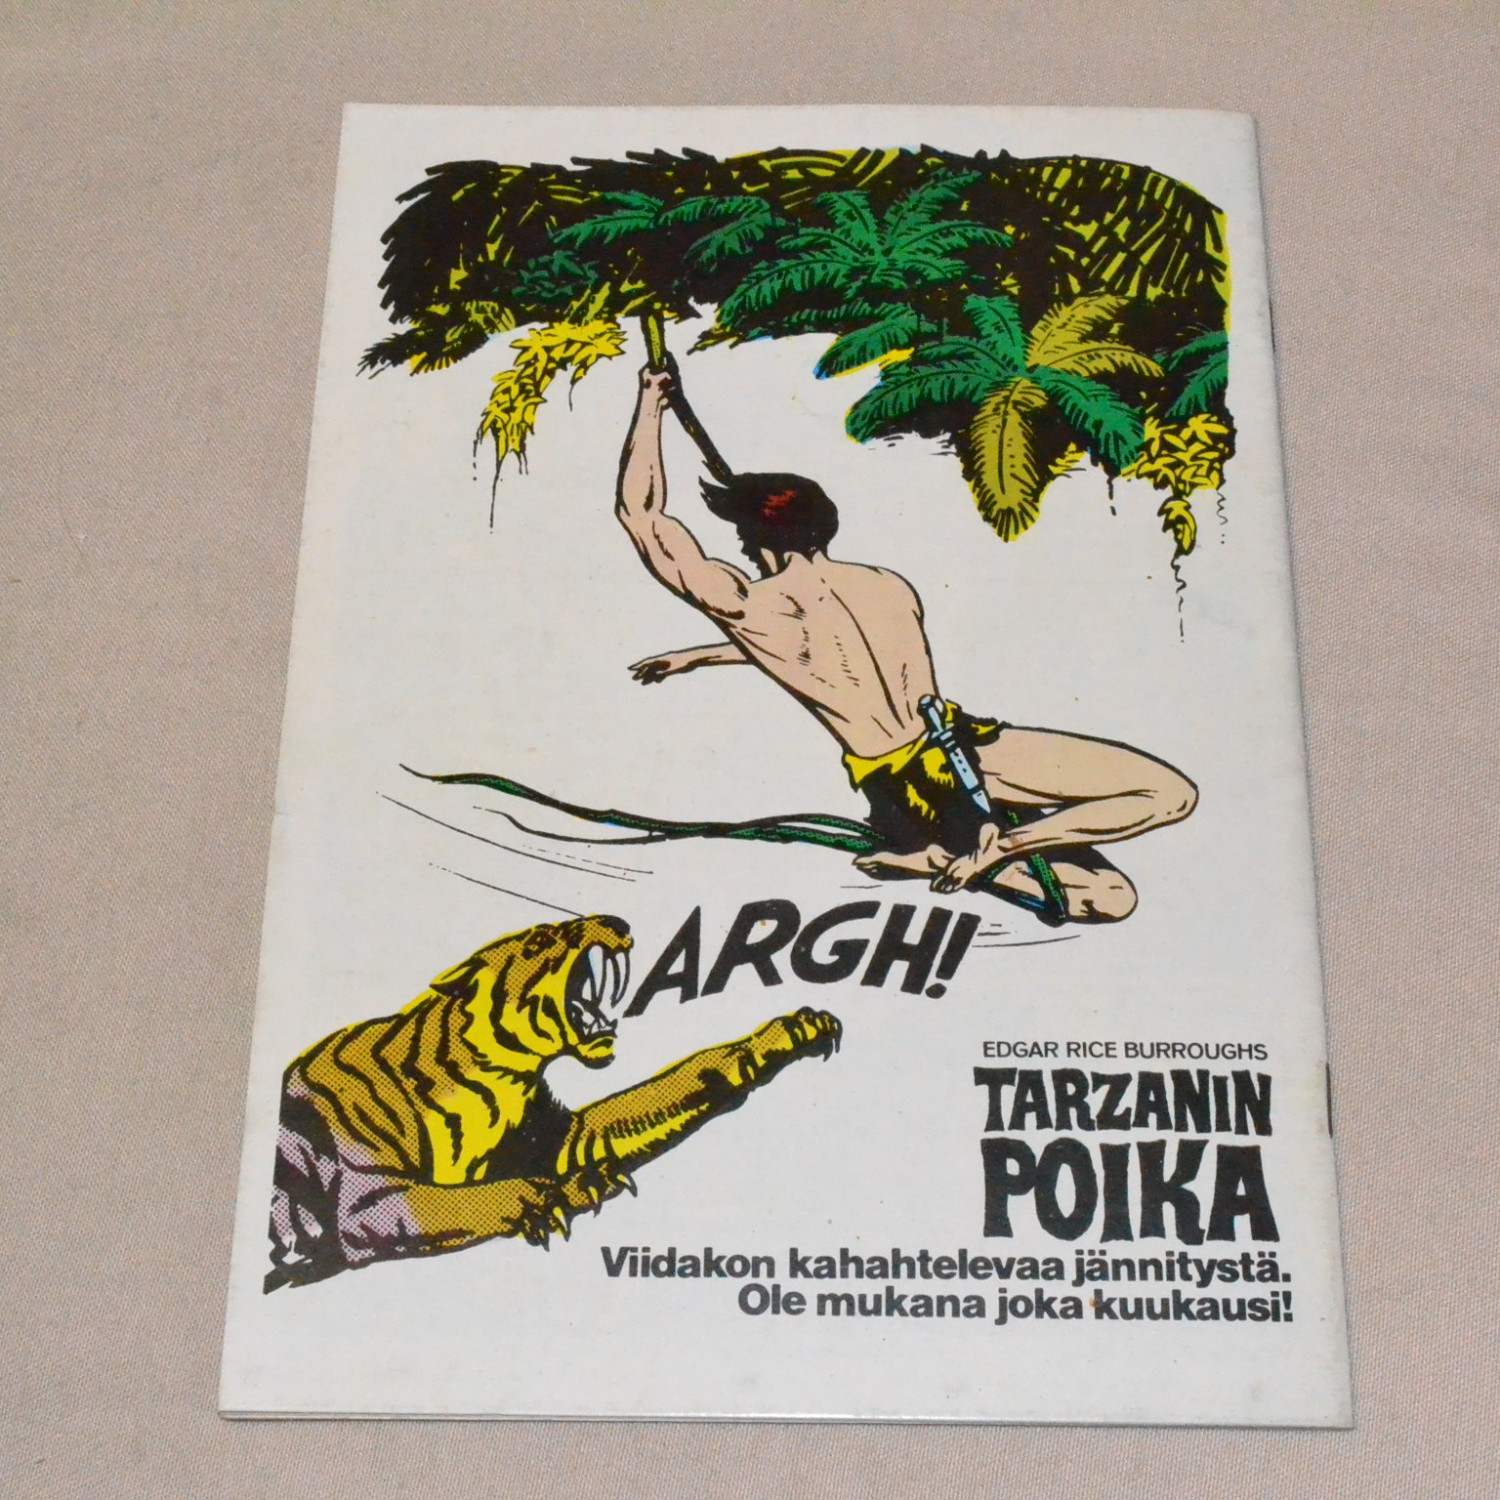 ARGH!
EDGAR RICE BURROUGHS
TARZANIN
POIKA
Viidakon kahahtelevaa jännitystä.
Ole mukana joka kuukausi!